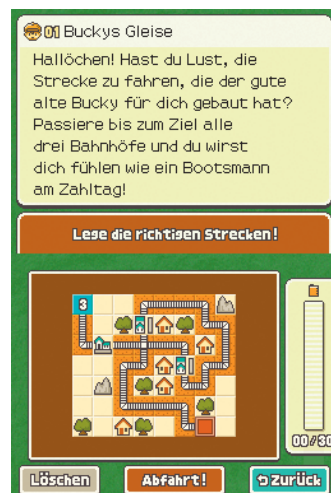 01 Buckys Gleise
Hallöchen! Hast du Lust, die
Strecke zu fahren, die der gute
alte Bucky für dich gebaut hat?
Passiere bis zum Ziel alle
drei Bahnhöfe und du wirst
dich fühlen wie ein Bootsmann
am Zahltag!
Lege die richtigen Strecken!
3
00/30
Löschen
Abfahrt!
Zurück